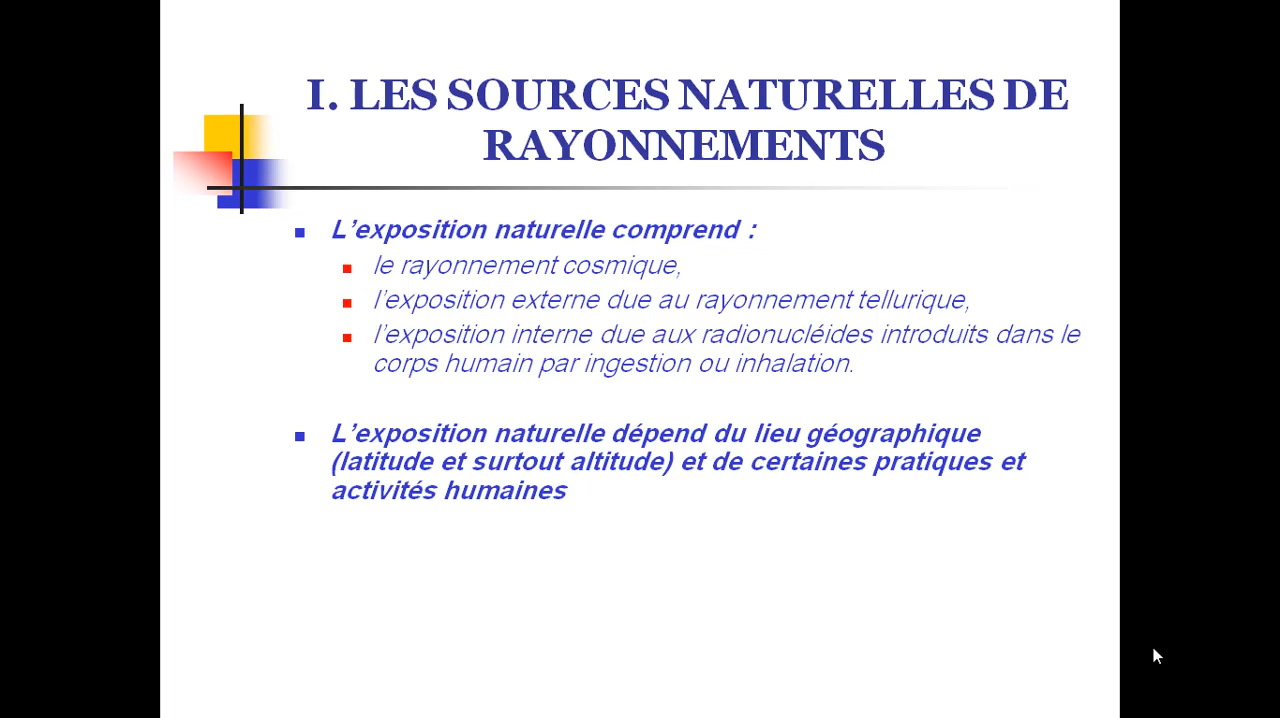 I. LES SOURCES NATURELLES DE
RAYONNEMENTS
L’exposition naturelle comprend :
le rayonnement cosmique,
l’exposition externe due au rayonnement tellurique,
l’exposition interne due aux radionucléides introduits dans le
corps humain par ingestion ou inhalation.
L’exposition naturelle dépend du lieu géographique
(latitude et surtout altitude) et de certaines pratiques et
activités humaines